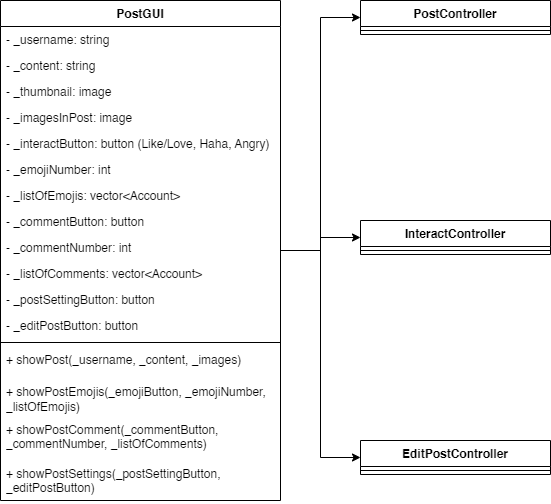 PostGUI
- _username: string
- _content: string
- _thumbnail: image
- _imagesInPost: image
- _interactButton: button (Like/Love, Haha, Angry)
- _emojiNumber: int
- _listOfEmojis: vector<Account>
- _commentButton: button
- _commentNumber: int
- _listOfComments: vector<Account>
- _postSettingButton: button
- _editPostButton: button
+ showPost(_username, _content, _images)
+ showPostEmojis(_emojiButton, _emojiNumber,
_listOfEmojis)
+ showPostComment(_commentButton,
_commentNumber, _listOfComments)
+ showPostSettings(_postSettingButton,
_editPostButton)
PostController
InteractController
EditPostController